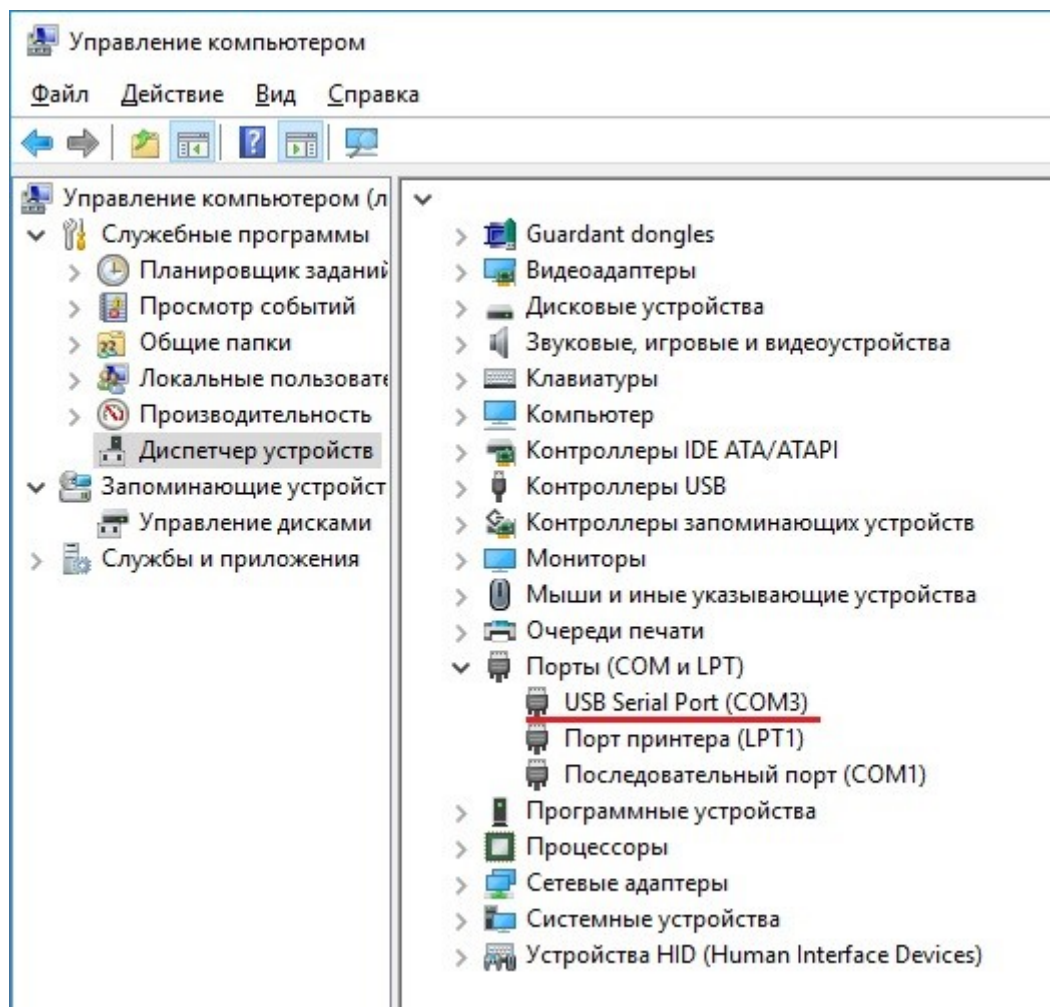 Управление компьютером
Файл Действие Вид Справка
Управление компьютером (л
Служебные программы
Планировщик заданий
Просмотр событий
Общие папки
Локальные пользовате
Производительность
Диспетчер устройств
Запоминающие устройст
Управление дисками
Службы и приложения
Guardant dongles
Видеоадаптеры
Дисковые устройства
Звуковые, игровые и видеоустройства
Клавиатуры
Компьютер
Контроллеры IDE ATA/ATAPI
Контроллеры USB
Контроллеры запоминающих устройств
Мониторы
Мыши и иные указывающие устройства
Очереди печати
Порты (COM и LPT)
USB Serial Port (COM3)
Порт принтера (LPT1)
Последовательный порт (COM1)
Программные устройства
Процессоры
Сетевые адаптеры
Системные устройства
Устройства HID (Human Interface Devices)